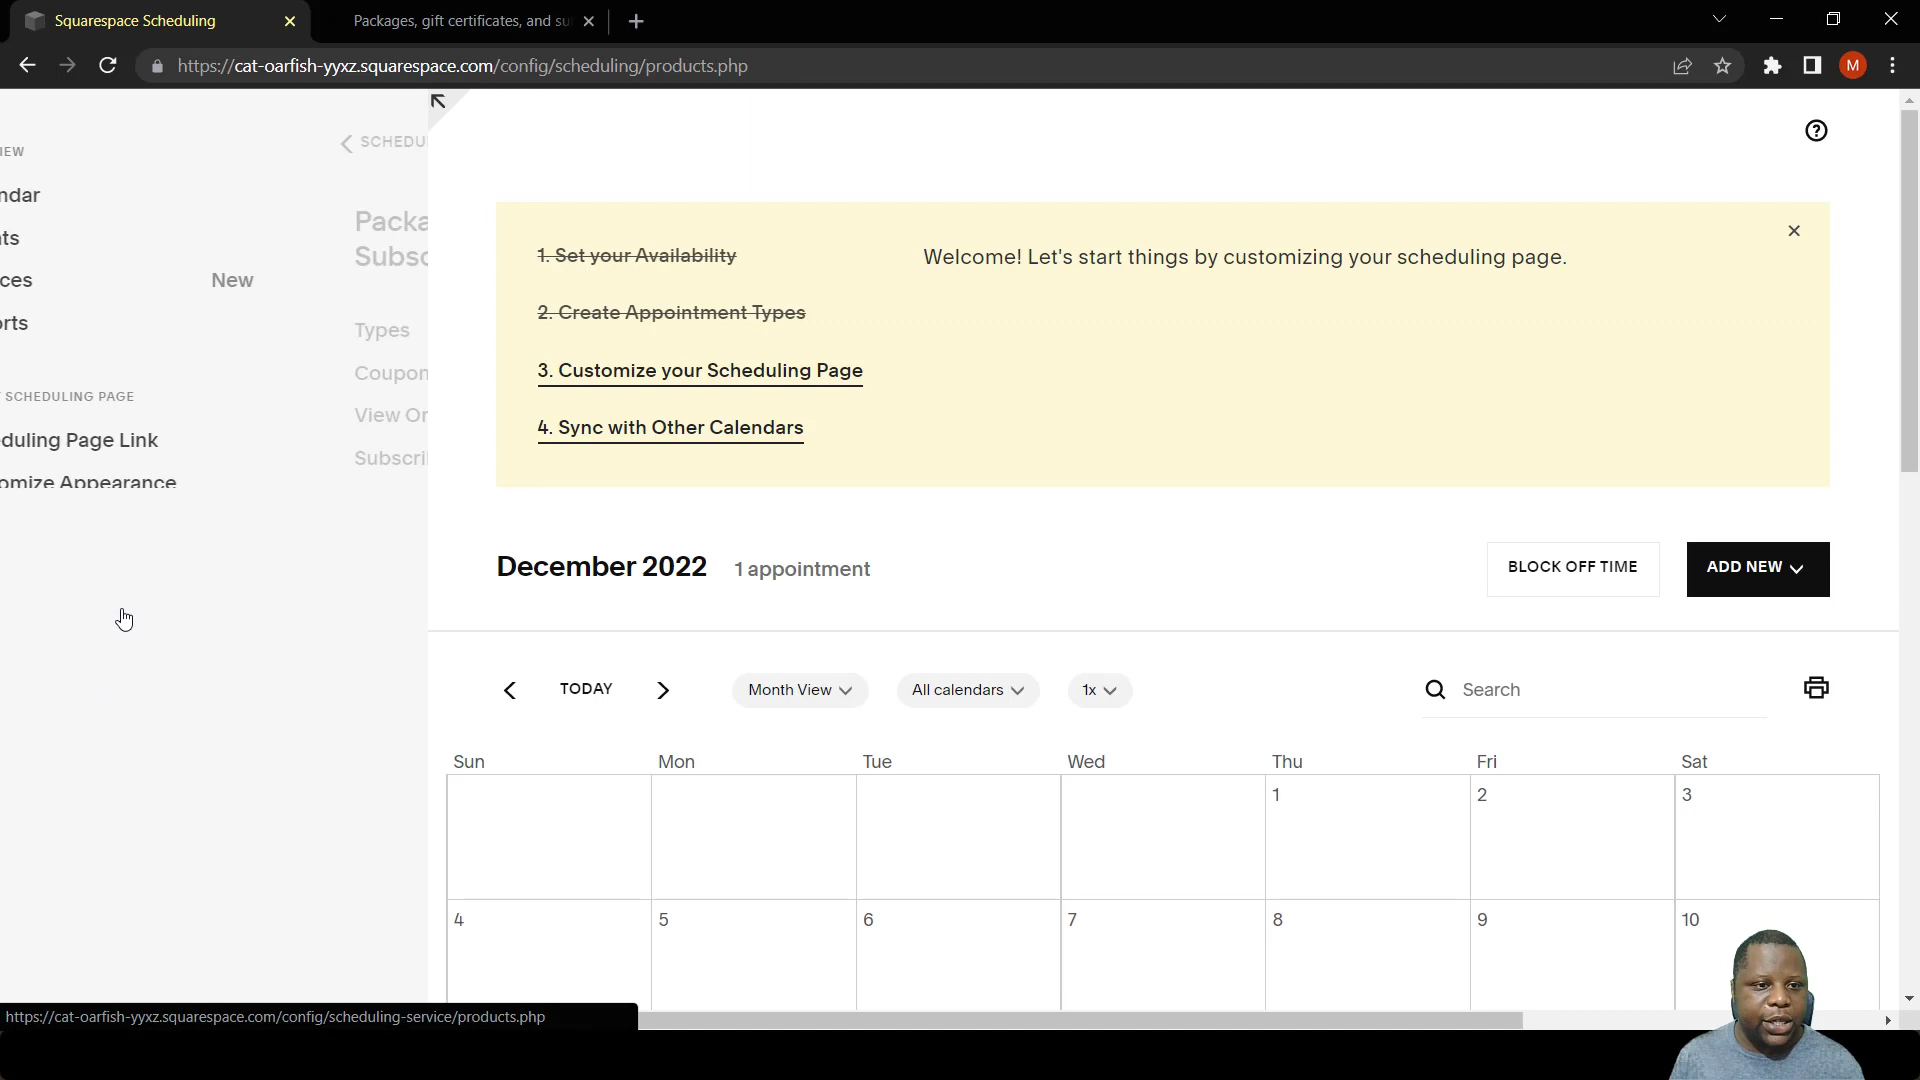 Squarespace Scheduling
Packages, gift certificates, and su
https://cat-oarfish-yyxz.squarespace.com/config/scheduling/products.php
M
IEW
SCHEDU
ndar
Packa
Subsc
ts
ces
New
orts
Types
Coupon
SCHEDULING PAGE
View Or
duling Page Link
Subscri
omize Appearance
1. Set your Availability
Welcome! Let's start things by customizing your scheduling page.
2. Create Appointment Types
3. Customize your Scheduling Page
4. Sync with Other Calendars
December 2022
1 appointment
BLOCK OFF TIME
ADD NEW
TODAY
Month View
All calendars
1x
Search
Sun Mon Tue Wed Thu Fri Sat
1 2 3
4 5 6 7 8 9 10
https://cat-oarfish-yyxz.squarespace.com/config/scheduling-service/products.php